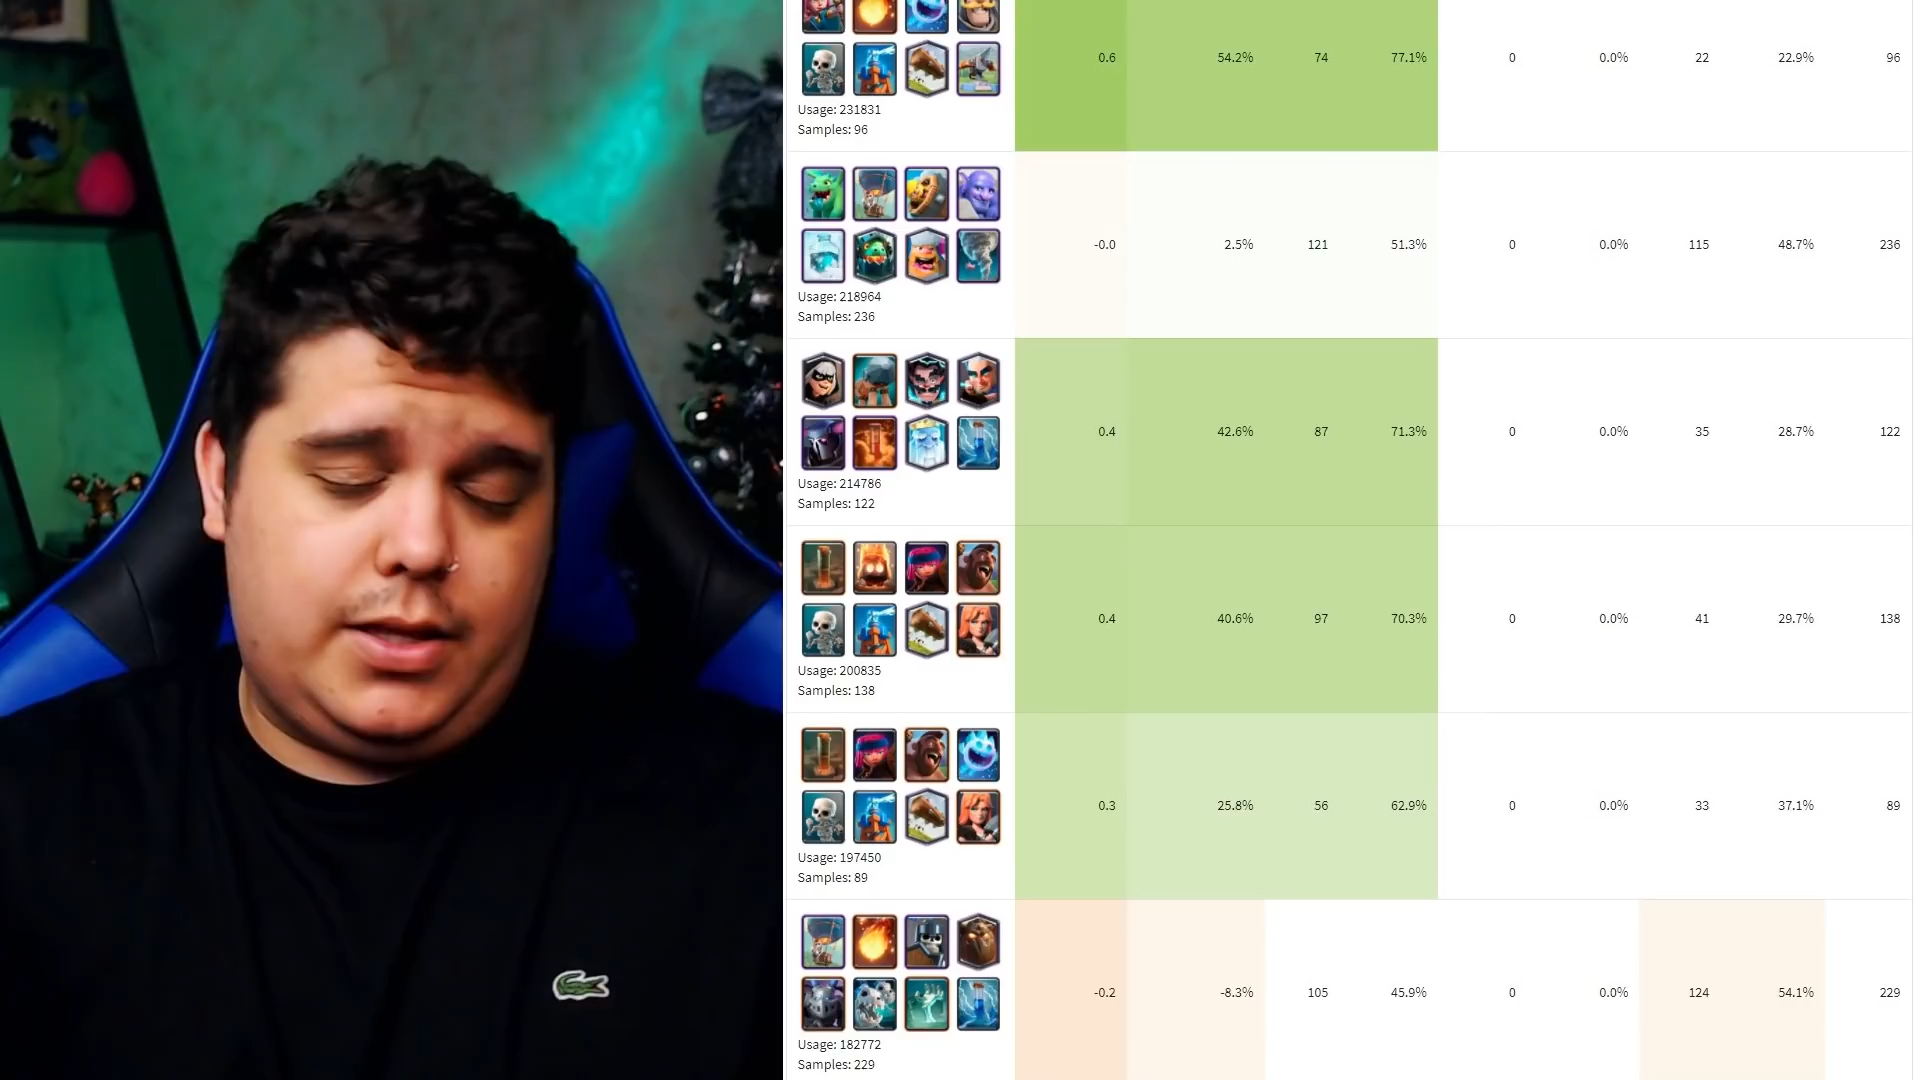 0.6 54.2% 74 77.1% 0 0.0% 22 22.9% 96
Usage: 231831
Samples: 96
-0.0 2.5% 121 51.3% 0 0.0% 115 48.7% 236
Usage: 218964
Samples: 236
0.4 42.6% 87 71.3% 0 0.0% 35 28.7% 122
Usage: 214786
Samples: 122
0.4 40.6% 97 70.3% 0 0.0% 41 29.7% 138
Usage: 200835
Samples: 138
0.3 25.8% 56 62.9% 0 0.0% 33 37.1% 89
Usage: 197450
Samples: 89
-0.2 -8.3% 105 45.9% 0 0.0% 124 54.1% 229
Usage: 182772
Samples: 229